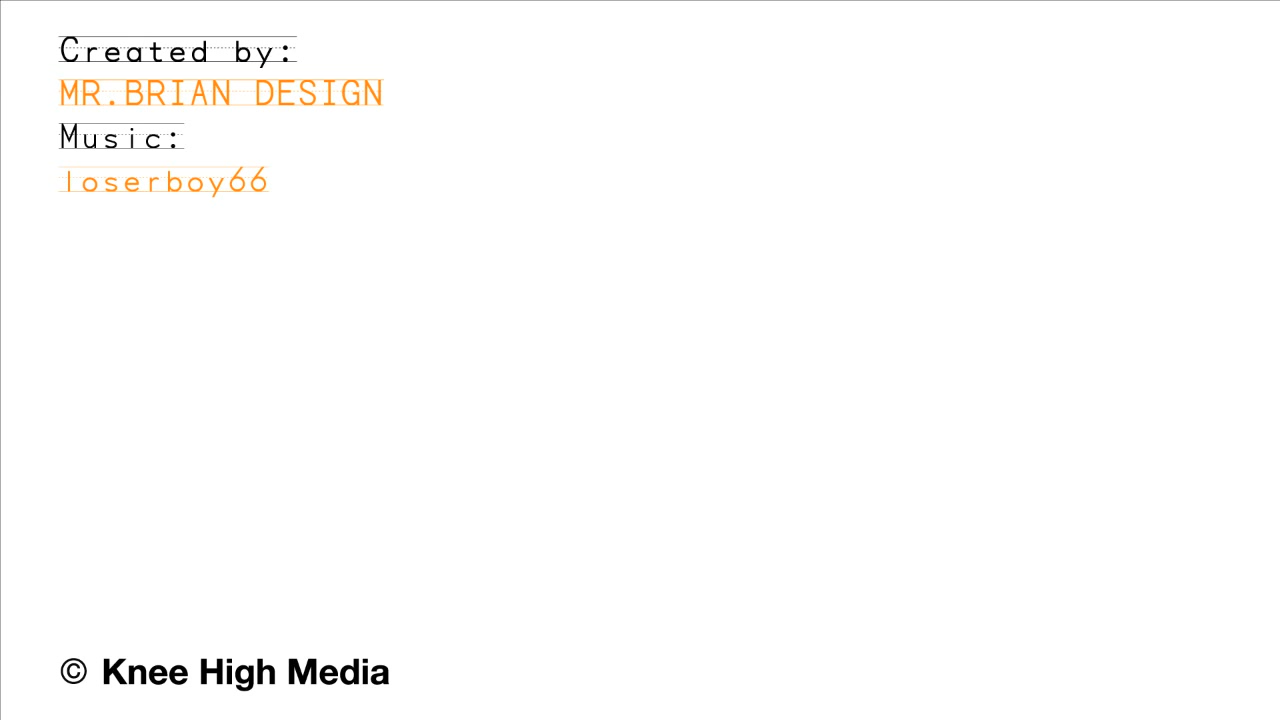 Created by:
MR.BRIAN DESIGN
Music:
loserboy66
© Knee High Media